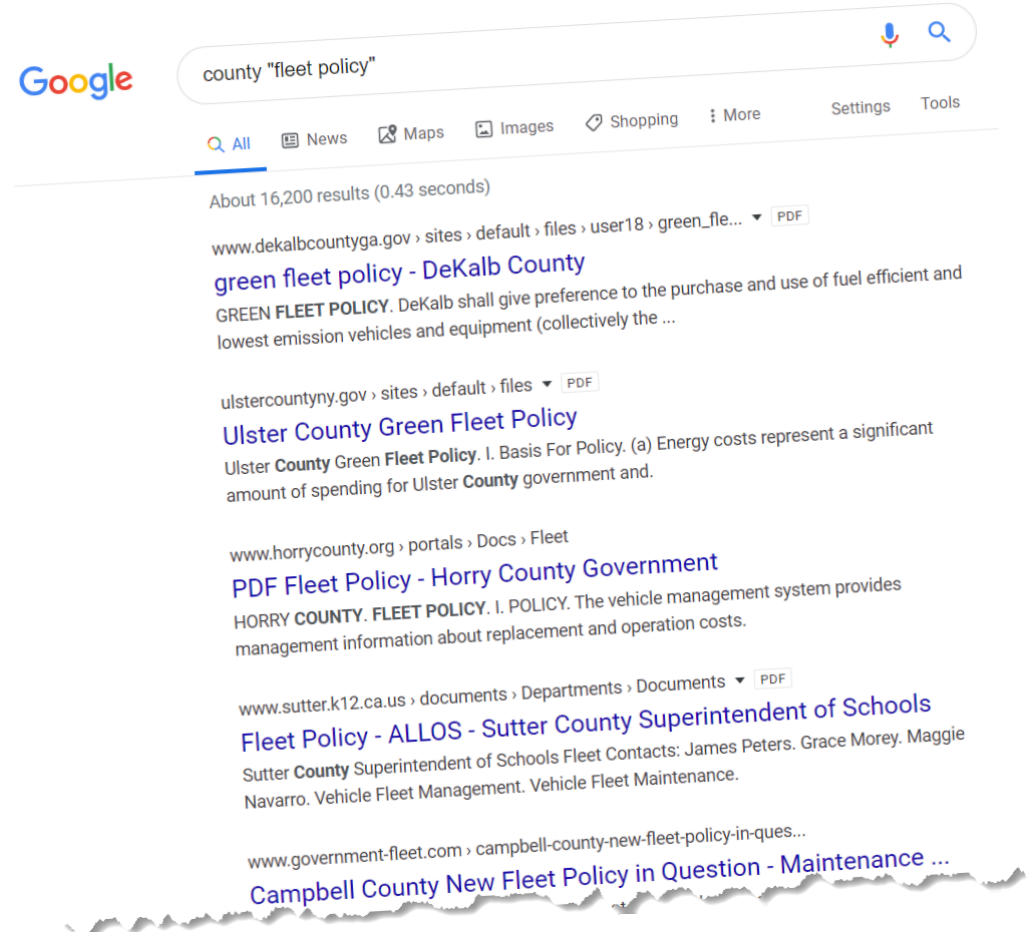 Google
county "fleet policy"
All News Maps Images Shopping More Settings Tools
About 16,200 results (0.43 seconds)
www.dekalbcountyga.gov › sites › default › files › user18 › green_fle... PDF
green fleet policy - DeKalb County
GREEN FLEET POLICY. DeKalb shall give preference to the purchase and use of fuel efficient and
lowest emission vehicles and equipment (collectively the ...
ulstercountyny.gov › sites › default › files PDF
Ulster County Green Fleet Policy
Ulster County Green Fleet Policy. I. Basis For Policy. (a) Energy costs represent a significant
amount of spending for Ulster County government and.
www.horrycounty.org › portals › Docs › Fleet
PDF Fleet Policy - Horry County Government
HORRY COUNTY. FLEET POLICY. I. POLICY. The vehicle management system provides
management information about replacement and operation costs.
www.sutter.k12.ca.us › documents › Departments › Documents PDF
Fleet Policy - ALLOS - Sutter County Superintendent of Schools
Sutter County Superintendent of Schools Fleet Contacts: James Peters. Grace Morey. Maggie
Navarro. Vehicle Fleet Management. Vehicle Fleet Maintenance.
www.government-fleet.com › campbell-county-new-fleet-policy-in-ques...
Campbell County New Fleet Policy in Question - Maintenance ...